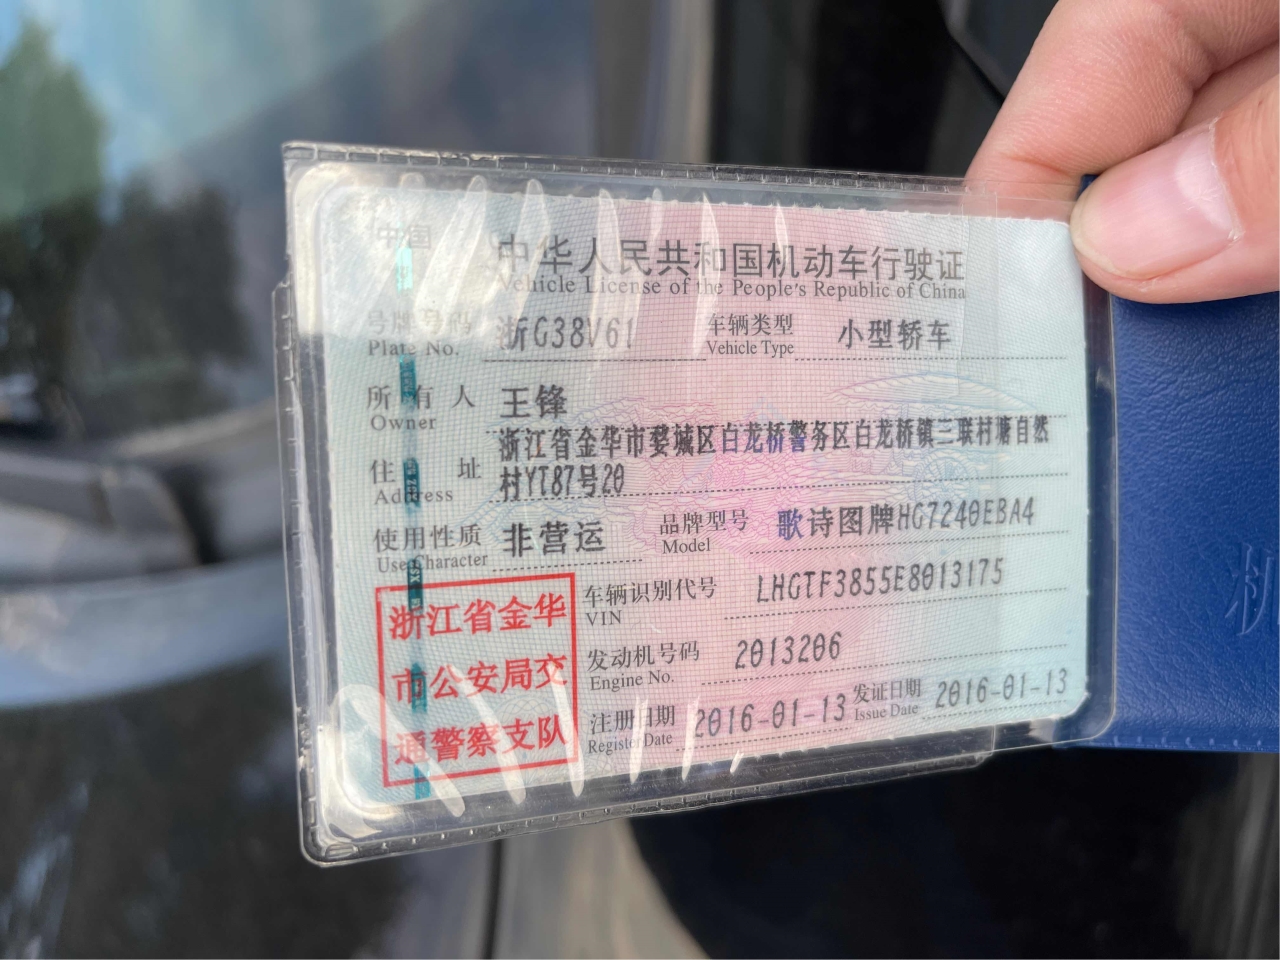 中国
中华人民共和国机动车行驶证
Vehicle License of the People's Republic of China
号牌号码 浙G38V61 车辆类型 小型轿车
Plate No. Vehicle Type
所有人 王锋
Owner
浙江省金华市婺城区白龙桥警务区白龙桥镇三联村塘自然
住址 村YT87号20
Address
使用性质 非营运 品牌型号 歌诗图牌HG7240EBA4
Use Character Model
浙江省金华
市公安局交
通警察支队
车辆识别代号 LHGTF3855E8013175
VIN
发动机号码 2013206
Engine No.
注册日期 2016-01-13 发证日期 2016-01-13
Register Date Issue Date
机